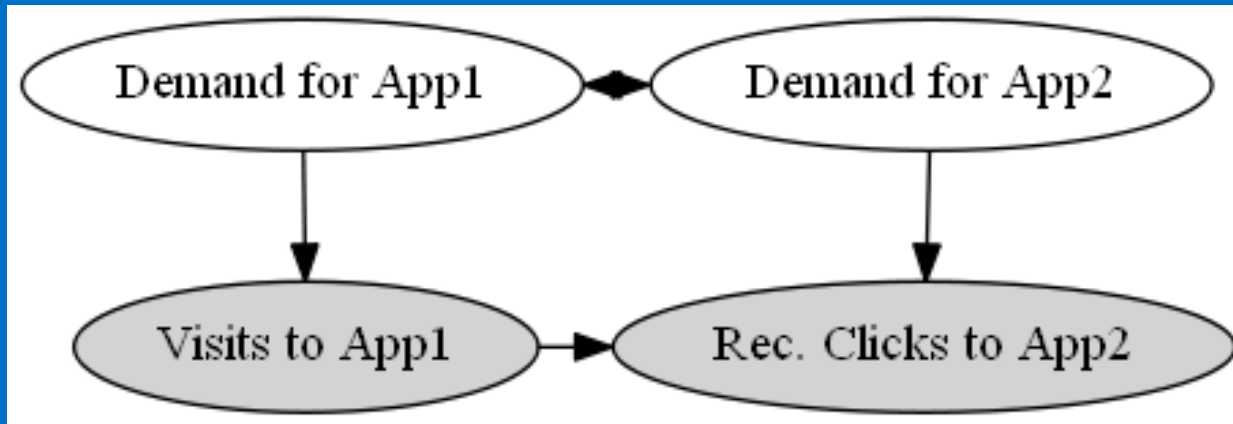 Demand for App1
Demand for App2
Visits to App1
Rec. Clicks to App2